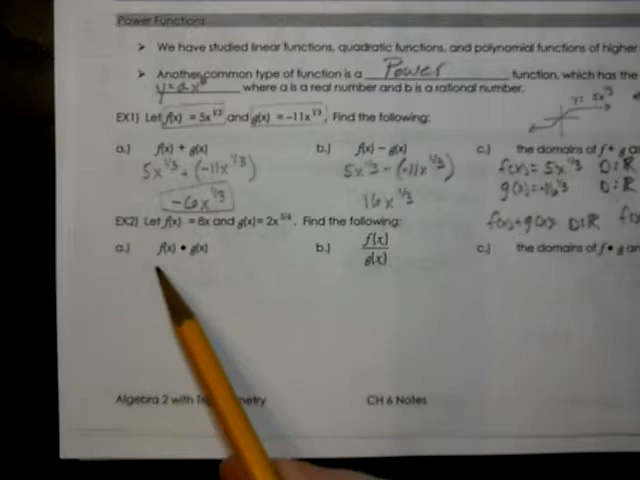 Power Functions
➢ We have studied linear functions, quadratic functions, and polynomial functions of higher
➢ Another common type of function is a Power function, which has the
where a is a real number and b is a rational number.
y = 5x^1/3
EX1) Let f(x) = 5x^1/3 and g(x) = -11x^1/3, Find the following:
a.) f(x) + g(x) b.) f(x) - g(x) c.) the domains of f + g
5x^1/3 + (-11x^1/3) 5x^1/3 - (-11x^1/3) f(x) = 5x^1/3 D: R
g(x) = -11x^1/3 D: R
-6x^1/3 16x^1/3
f(x)+g(x) D: R
EX2) Let f(x) = 8x and g(x) = 2x^5/6. Find the following:
a.) f(x) • g(x) b.) f(x)/g(x) c.) the domains of f • g
Algebra 2 with CH 6 Notes